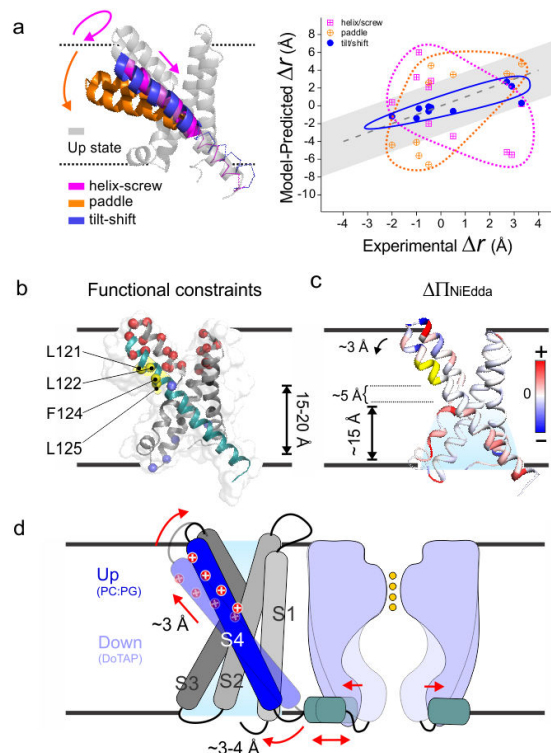 a
Up state
helix-screw
paddle
tilt-shift
helix/screw
paddle
tilt/shift
Model-Predicted Δr (Å)
8
6
4
2
0
-2
-4
-6
-8
-4 -3 -2 -1 0 1 2 3 4
Experimental Δr (Å)
b Functional constraints
L121
L122
F124
L125
15-20 Å
c ΔΠNiEdda
~3 Å
~5Å
~15 Å
+
0
−
d
Up
(PC:PG)
~3 Å
Down
(DoTAP)
S4
S1
S3
S2
~3-4 Å